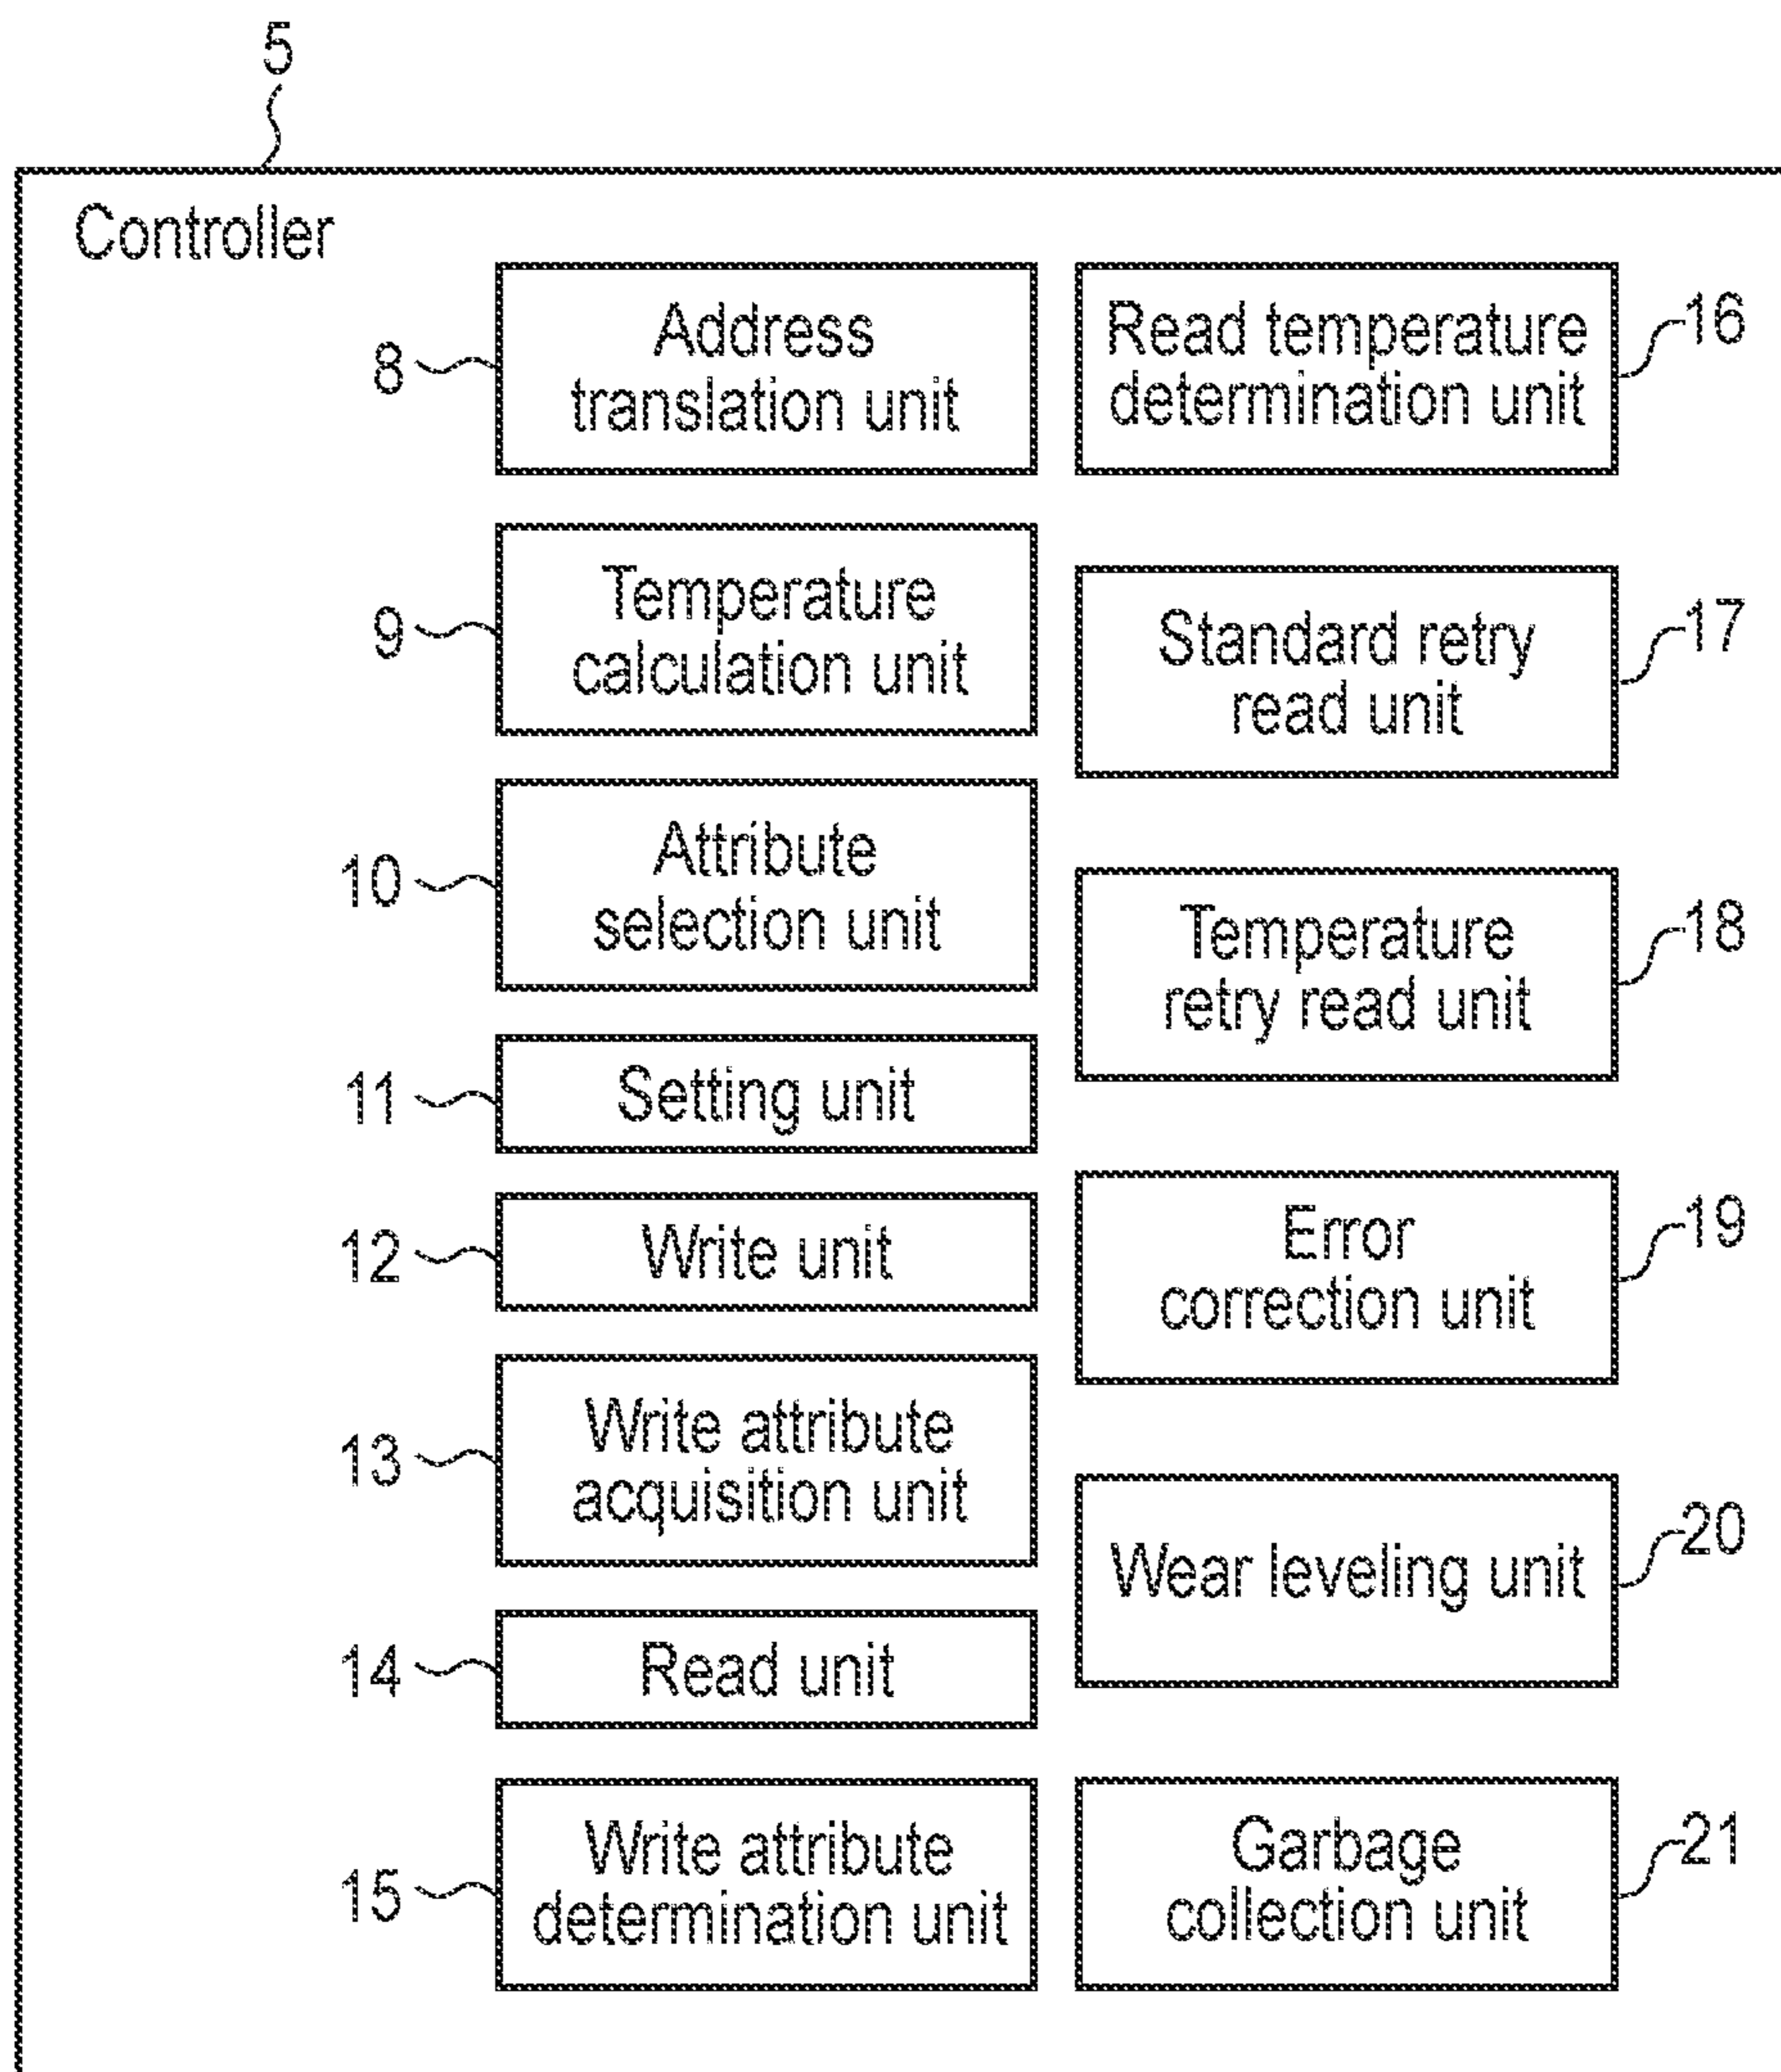 5
Controller
8
Address
translation unit
9
Temperature
calculation unit
10
Attribute
selection unit
11
Setting unit
12
Write unit
13
Write attribute
acquisition unit
14
Read unit
15
Write attribute
determination unit
Read temperature
determination unit
16
Standard retry
read unit
17
Temperature
retry read unit
18
Error
correction unit
19
Wear leveling unit
20
Garbage
collection unit
21